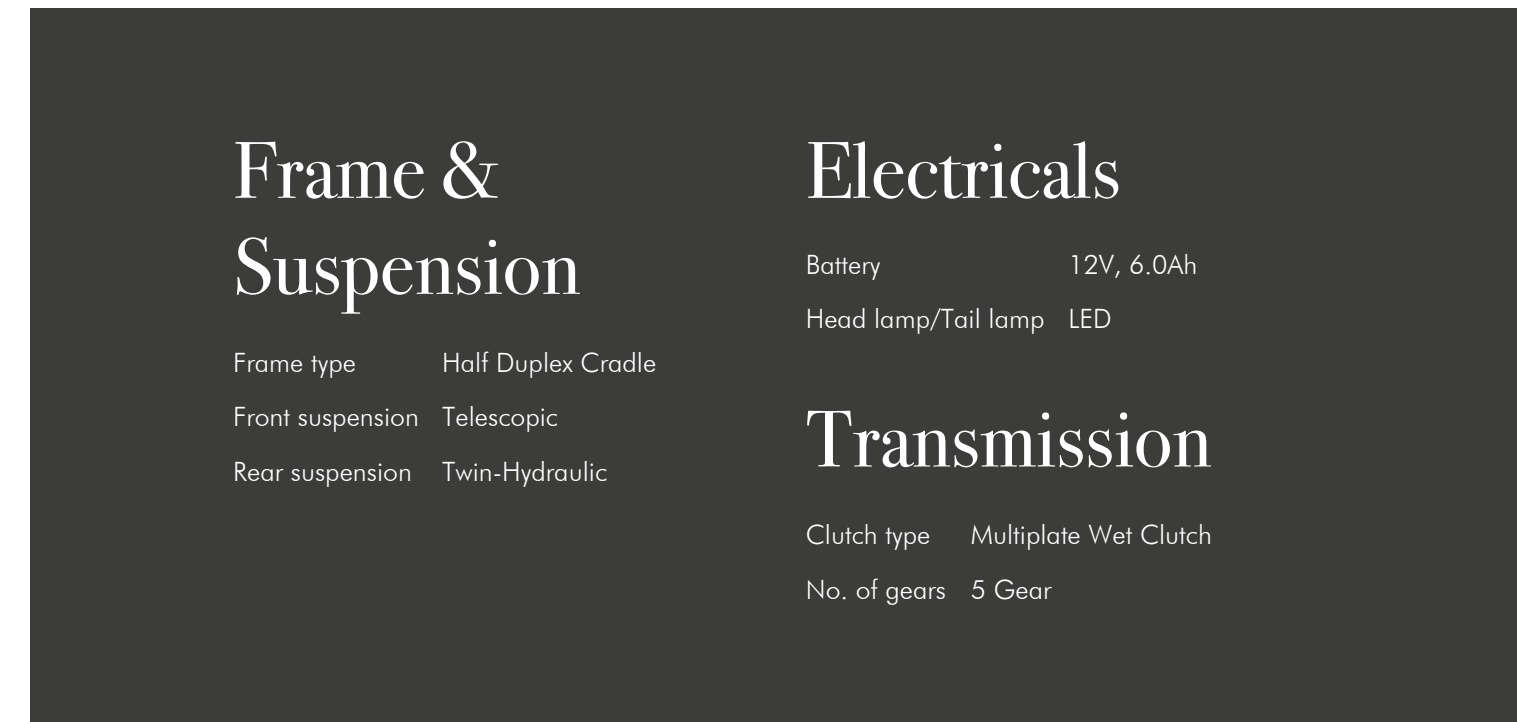 Frame &
Suspension
Frame type Half Duplex Cradle
Front suspension Telescopic
Rear suspension Twin-Hydraulic
Electricals
Battery 12V, 6.0Ah
Head lamp/Tail lamp LED
Transmission
Clutch type Multiplate Wet Clutch
No. of gears 5 Gear